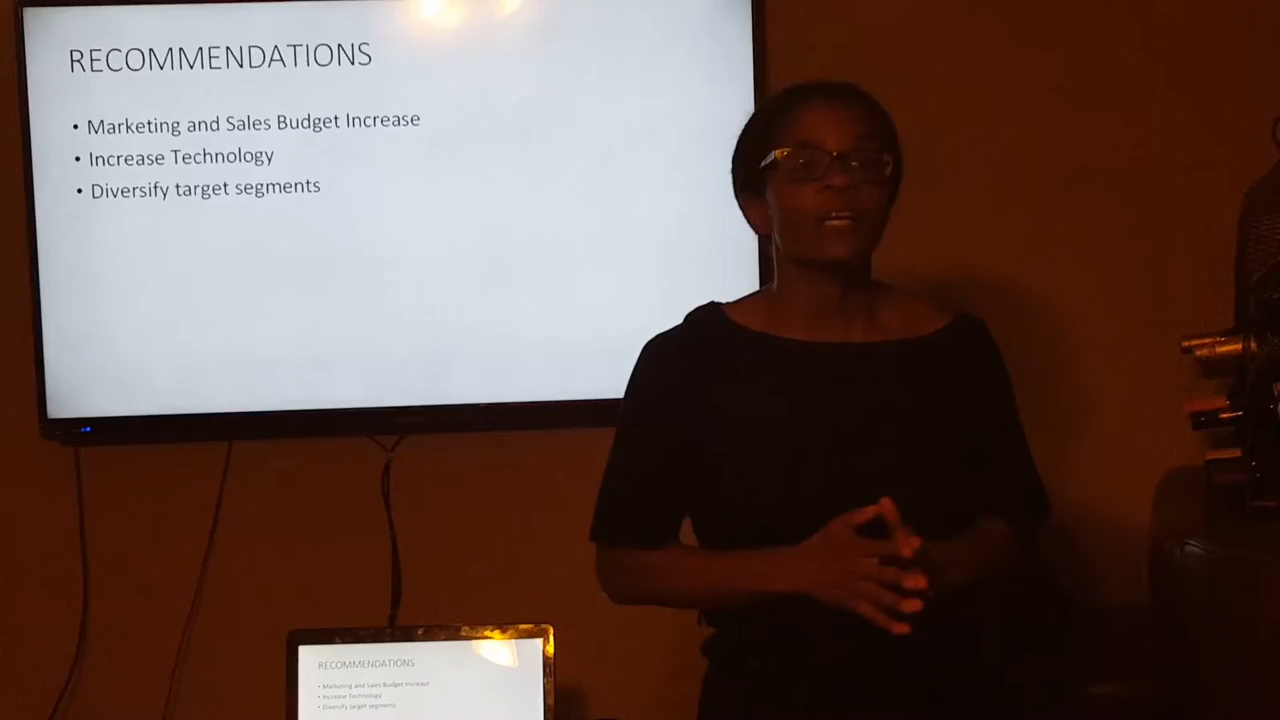 RECOMMENDATIONS
• Marketing and Sales Budget Increase
• Increase Technology
• Diversify target segments
RECOMMENDATIONS
• Marketing and Sales Budget Increase
• Increase Technology
• Diversify target segments